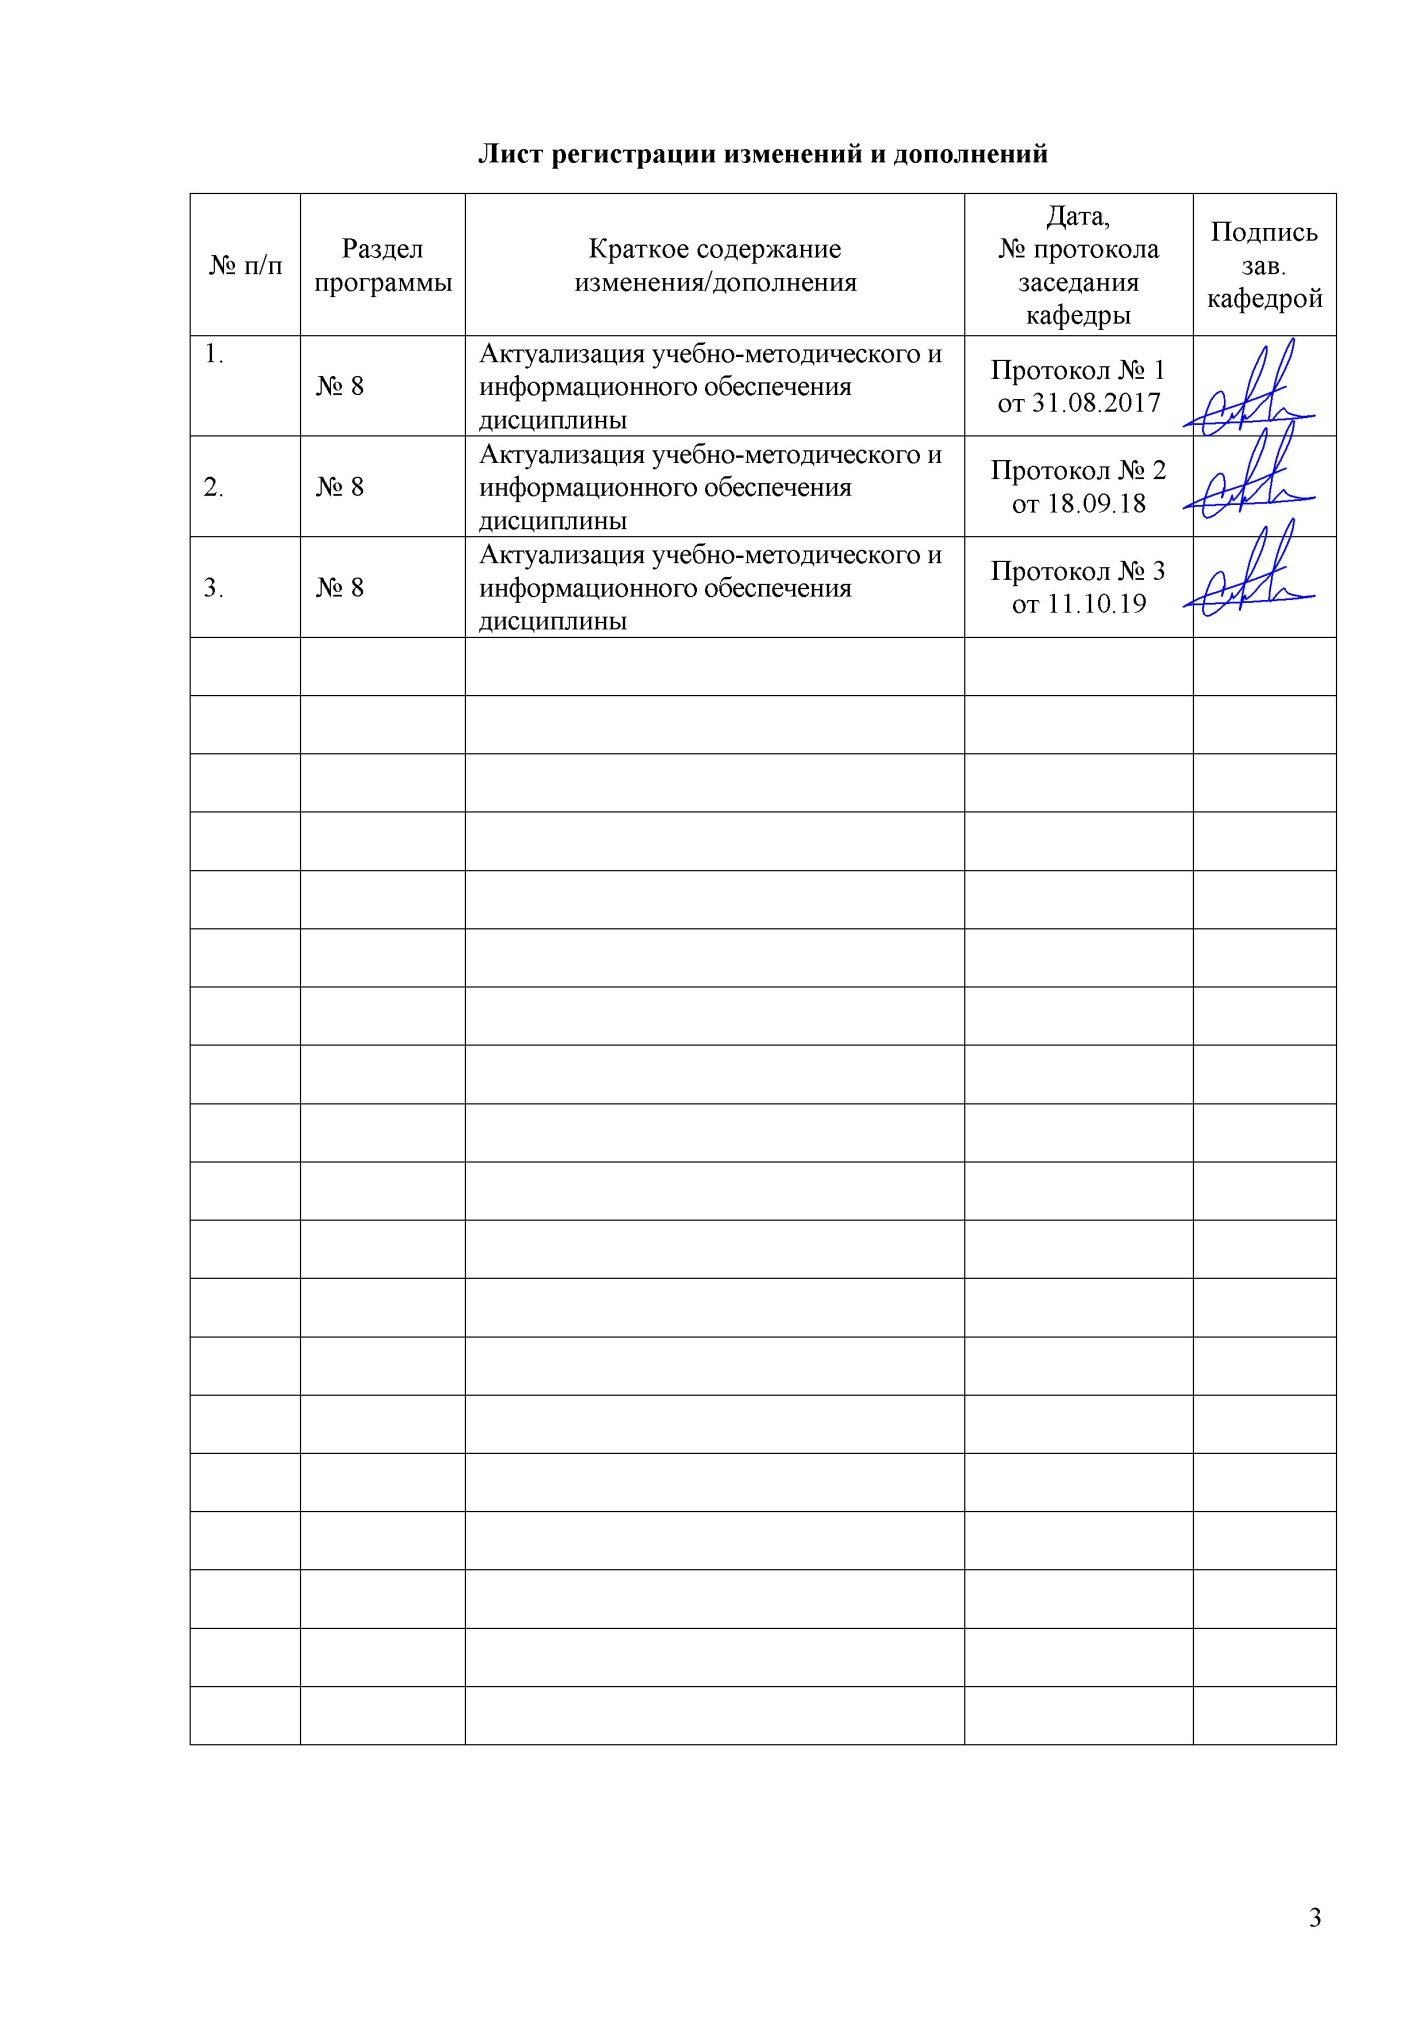 Лист регистрации изменений и дополнений
№ п/п
Раздел
программы
Краткое содержание
изменения/дополнения
Дата,
№ протокола
заседания
кафедры
Подпись
зав.
кафедрой
1.
№ 8
Актуализация учебно-методического и
информационного обеспечения
дисциплины
Протокол № 1
от 31.08.2017
2.
№ 8
Актуализация учебно-методического и
информационного обеспечения
дисциплины
Протокол № 2
от 18.09.18
3.
№ 8
Актуализация учебно-методического и
информационного обеспечения
дисциплины
Протокол № 3
от 11.10.19
3